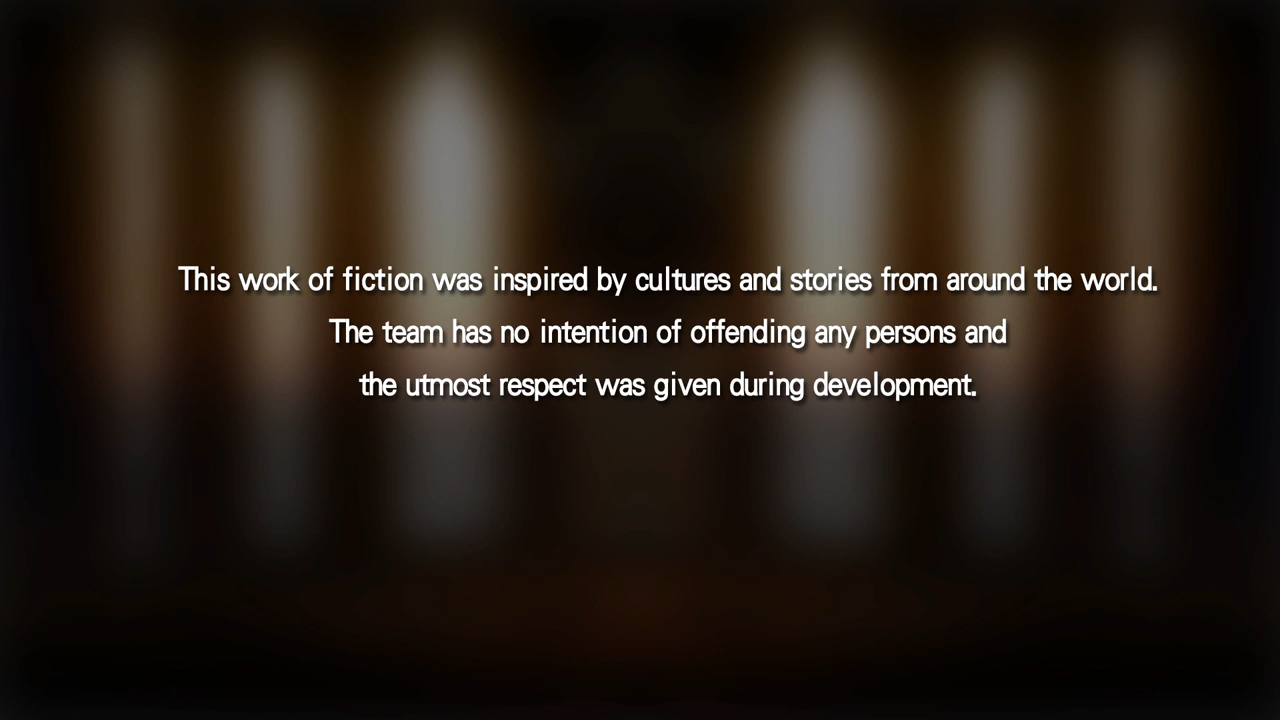 This work of fiction was inspired by cultures and stories from around the world.
The team has no intention of offending any persons and
the utmost respect was given during development.